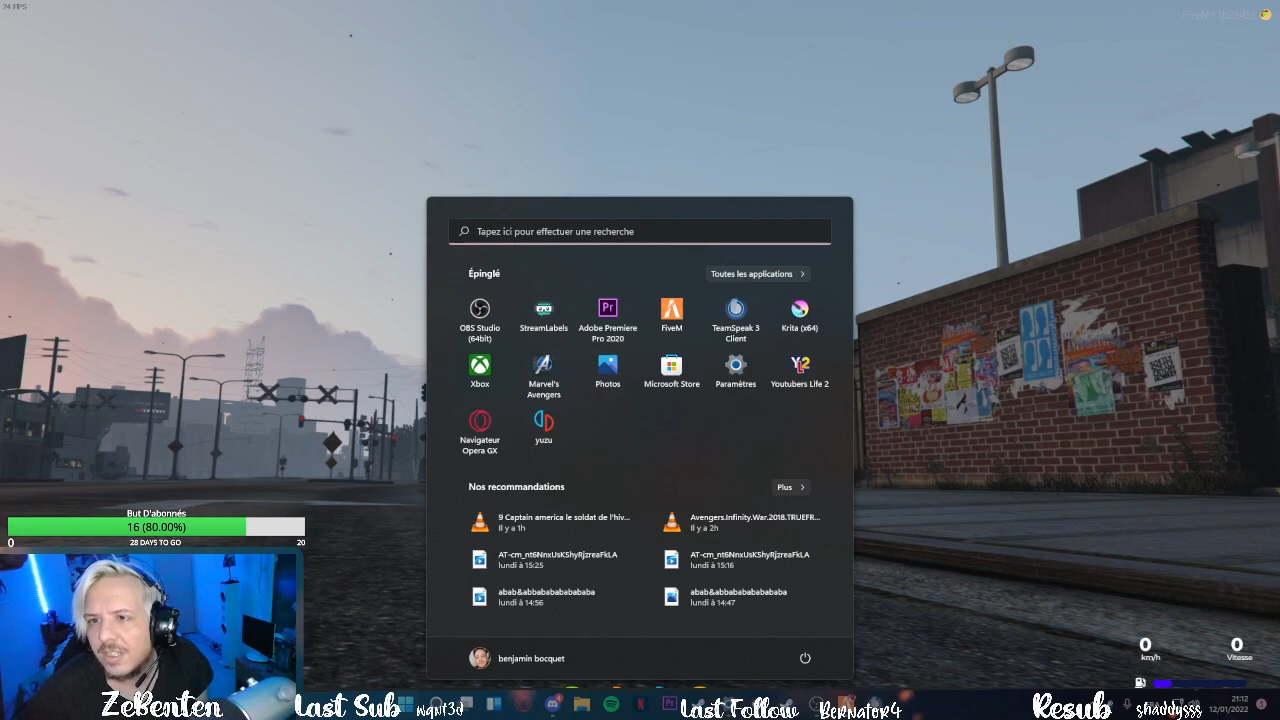 24 FPS
Tapez ici pour effectuer une recherche
Épinglé
Toutes les applications
OBS Studio (64bit)
StreamLabels
Adobe Premiere Pro 2020
FiveM
TeamSpeak 3 Client
Krita (x64)
Xbox
Marvel's Avengers
Photos
Microsoft Store
Paramètres
Youtubers Life 2
Navigateur Opera GX
yuzu
Nos recommandations
Plus
9 Captain america le soldat de l'hiv...
Il y a 1h
Avengers.Infinity.War.2018.TRUEFR...
Il y a 2h
AT-cm_nt6NnxUsKShyRjzreaFkLA
lundi à 15:25
AT-cm_nt6NnxUsKShyRjzreaFkLA
lundi à 15:16
abab&abbabababababa
lundi à 14:56
abab&abbabababababa
lundi à 14:47
benjamin bocquet
But D'abonnés
16 (80.00%)
0
28 DAYS TO GO
20
0
km/h
0
Vitesse
ZeBenten
Last Sub
Last Follow
Resub
21:12
12/01/2022